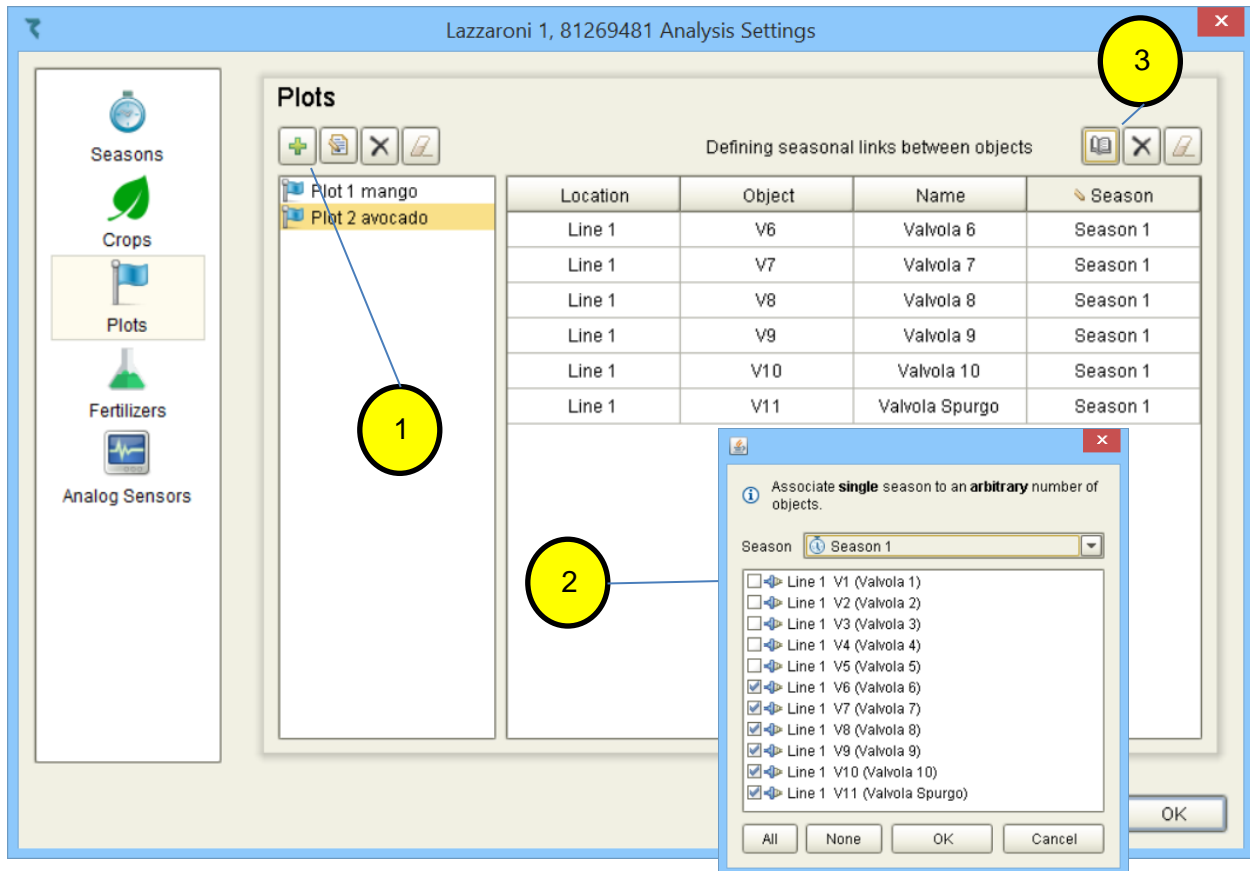 Lazzaroni 1, 81269481 Analysis Settings
3
Seasons
Crops
Plots
Fertilizers
Analog Sensors
Plots
Defining seasonal links between objects
Plot 1 mango
Plot 2 avocado
Location Object Name Season
Line 1 V6 Valvola 6 Season 1
Line 1 V7 Valvola 7 Season 1
Line 1 V8 Valvola 8 Season 1
Line 1 V9 Valvola 9 Season 1
Line 1 V10 Valvola 10 Season 1
Line 1 V11 Valvola Spurgo Season 1
1
2
Associate single season to an arbitrary number of
objects.
Season Season 1
Line 1 V1 (Valvola 1)
Line 1 V2 (Valvola 2)
Line 1 V3 (Valvola 3)
Line 1 V4 (Valvola 4)
Line 1 V5 (Valvola 5)
Line 1 V6 (Valvola 6)
Line 1 V7 (Valvola 7)
Line 1 V8 (Valvola 8)
Line 1 V9 (Valvola 9)
Line 1 V10 (Valvola 10)
Line 1 V11 (Valvola Spurgo)
All None OK Cancel
OK